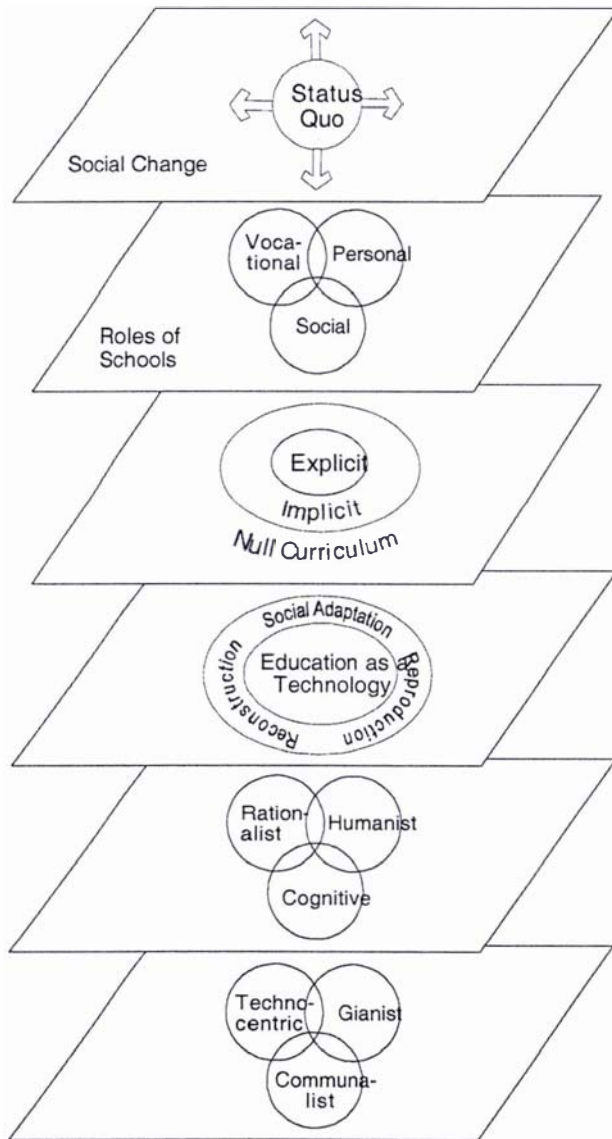 Status
Quo
Social Change
Voca-
tional
Personal
Social
Roles of
Schools
Explicit
Implicit
Null Curriculum
Social Adaptation
Reconstruction
Reproduction
Education as a
Technology
Ration-
alist
Humanist
Cognitive
Techno-
centric
Gianist
Communa-
list